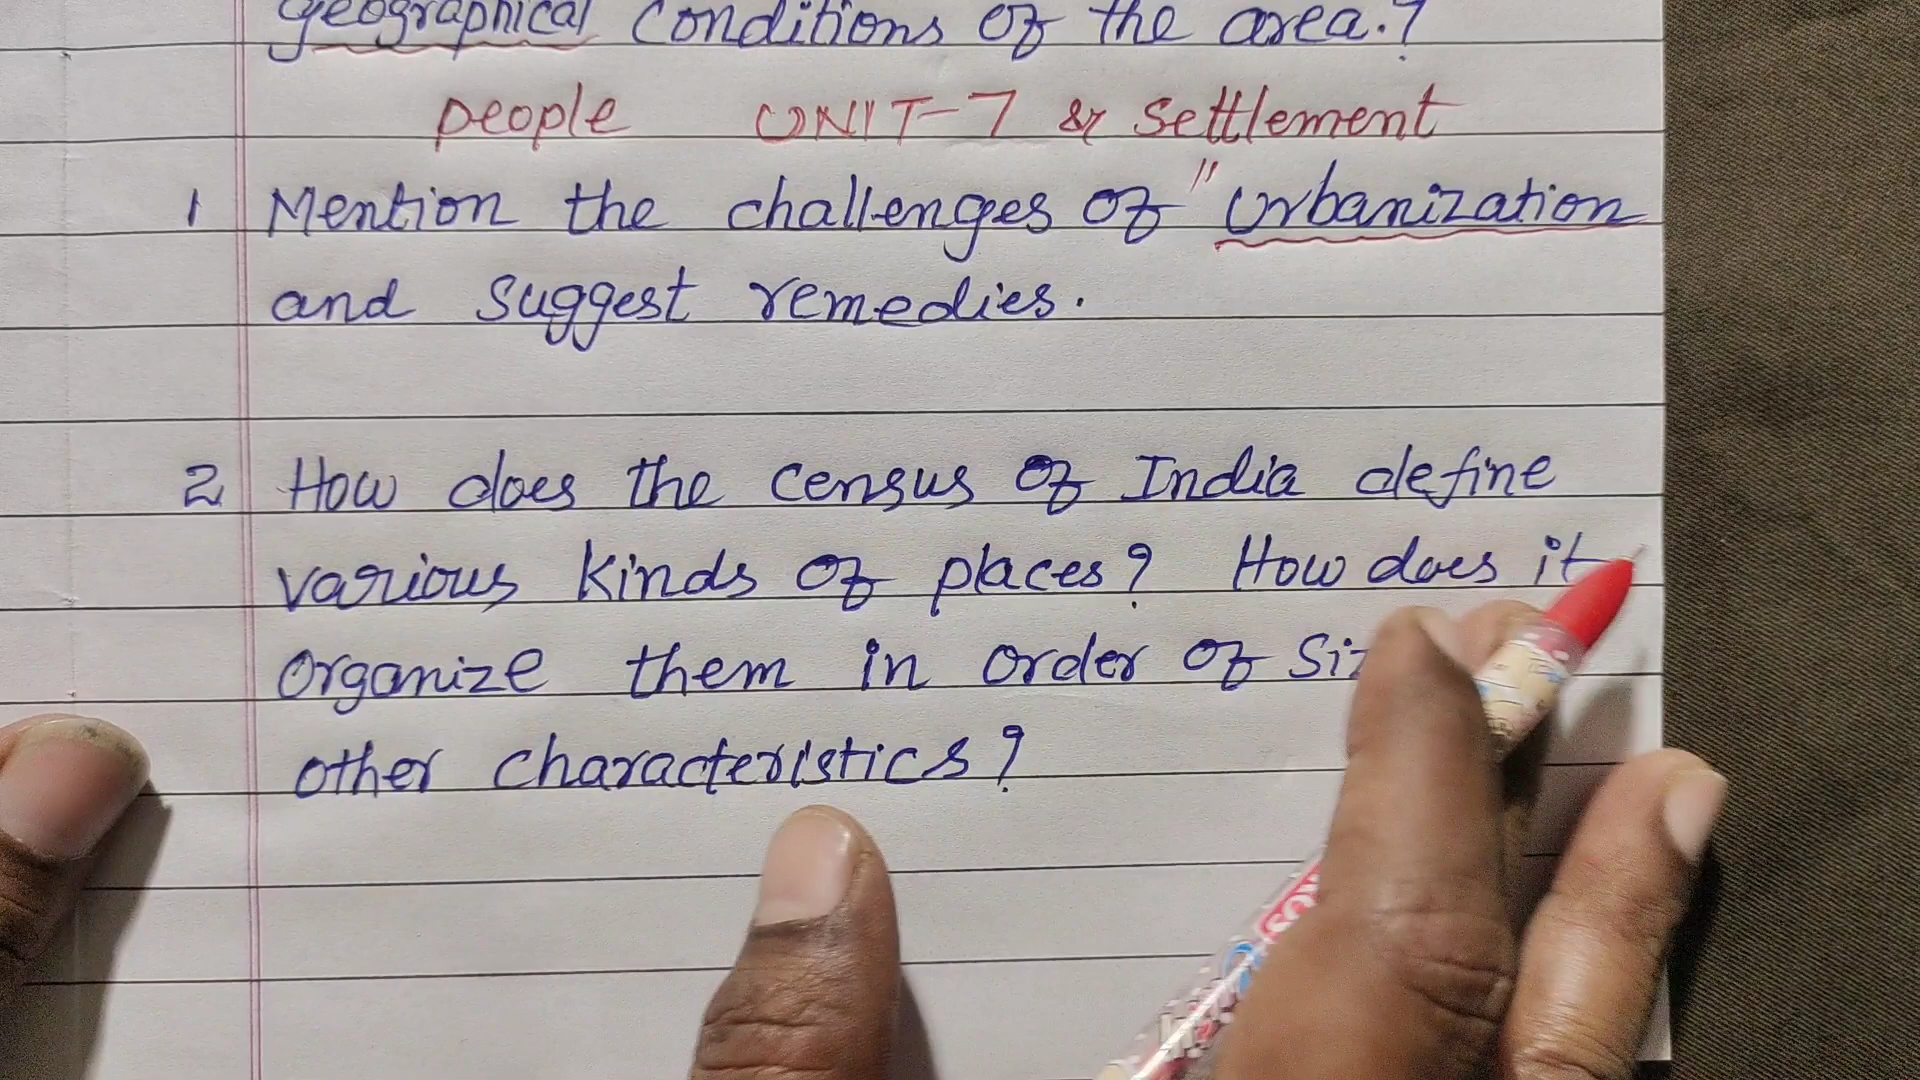 geographical conditions of the area.?
people UNIT-7 & Settlement
1 Mention the challenges of "Urbanization
and suggest remedies.
2 How does the census of India define
various kinds of places? How does it
organize them in order of
other characteristics?